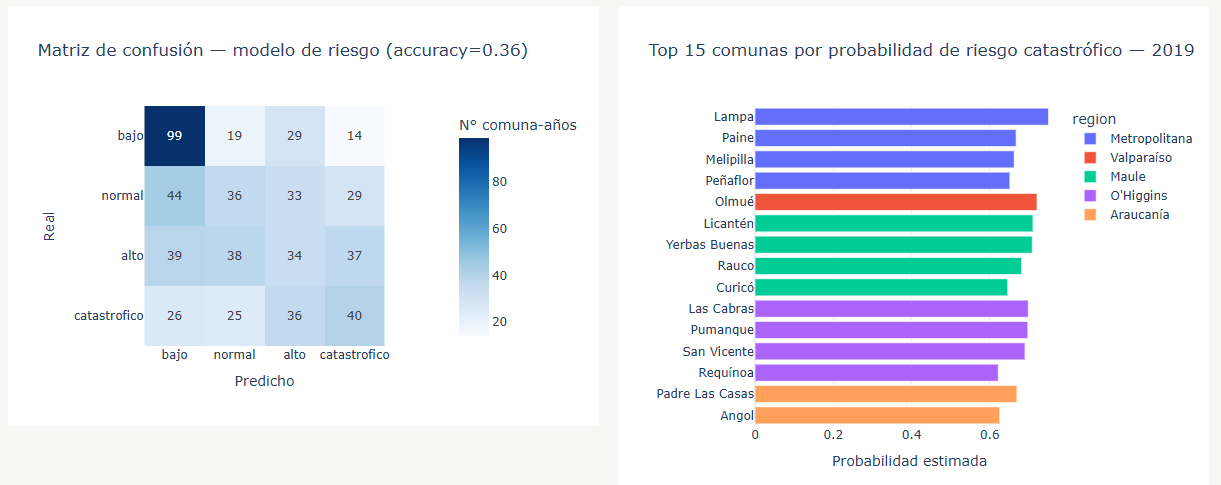 Matriz de confusión — modelo de riesgo (accuracy=0.36)
N° comuna-años
bajo 99 19 29 14
normal 44 36 33 29
alto 39 38 34 37
catastrofico 26 25 36 40
bajo normal alto catastrofico
Real
Predicho
80
60
40
20
Top 15 comunas por probabilidad de riesgo catastrófico — 2019
Lampa
Paine
Melipilla
Peñaflor
Olmué
Licantén
Yerbas Buenas
Rauco
Curicó
Las Cabras
Pumanque
San Vicente
Requínoa
Padre Las Casas
Angol
0 0.2 0.4 0.6
Probabilidad estimada
region
Metropolitana
Valparaíso
Maule
O'Higgins
Araucanía